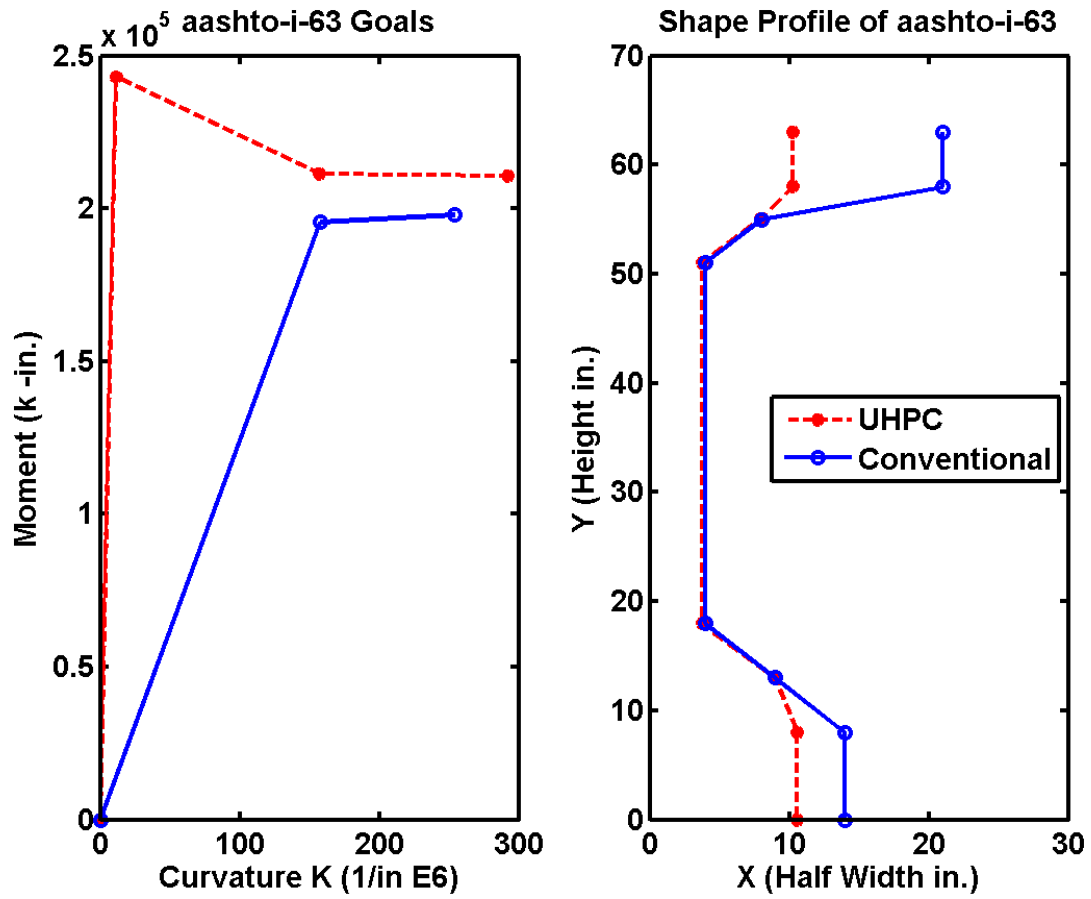 x 10⁵ aashto-i-63 Goals
2.5
2
1.5
1
0.5
0
Moment (k -in.)
0 100 200 300
Curvature K (1/in E6)
Shape Profile of aashto-i-63
70
60
50
40
30
20
10
0
Y (Height in.)
UHPC
Conventional
0 10 20 30
X (Half Width in.)